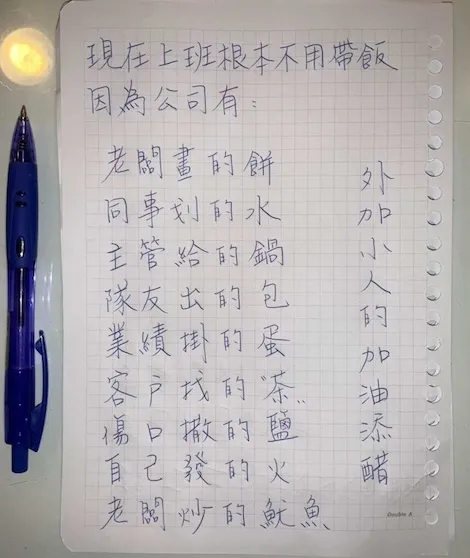 現在上班根本不用帶飯
因為公司有：
老闆畫的餅
同事划的水
主管給的鍋
隊友出的包
業績掛的蛋
客戶找的"茶"
傷口撒的鹽
自己發的火
老闆炒的魷魚
外加小人的加油添醋
Double A